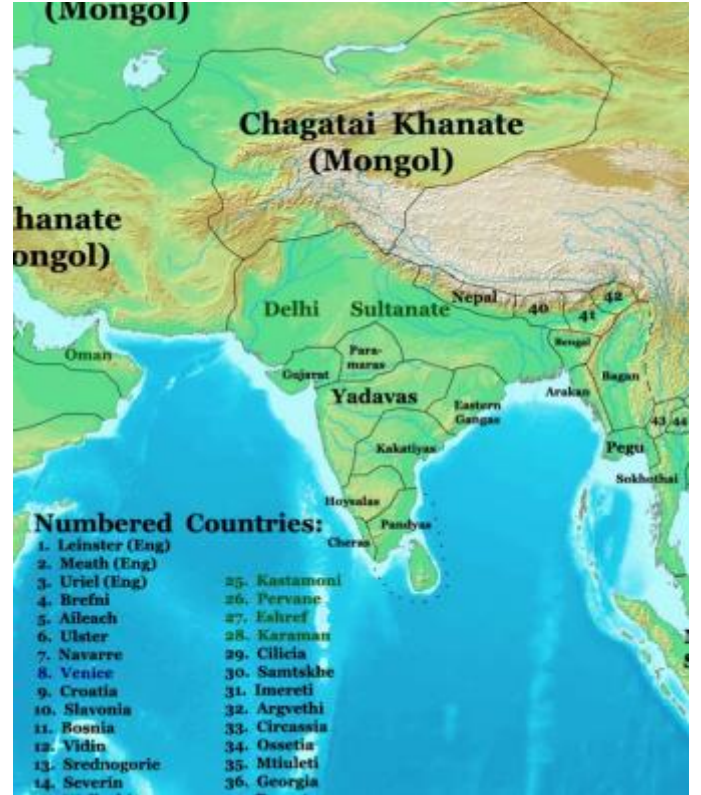 (Mongol)
Chagatai Khanate
(Mongol)
hanate
ongol)
Delhi Sultanate
Nepal
40
41
42
Bengal
Oman
Para-
maras
Gujarat
Yadavas
Eastern
Gangas
Arakan
Bagan
Kakatiyas
43 44
Pegu
Sokhothai
Hoysalas
Pandyas
Cheras
Numbered Countries:
1. Leinster (Eng)
2. Meath (Eng)
3. Uriel (Eng)
4. Brefni
5. Aileach
6. Ulster
7. Navarre
8. Venice
9. Croatia
10. Slavonia
11. Bosnia
12. Vidin
13. Srednogorie
14. Severin
25. Kastamoni
26. Pervane
27. Eshref
28. Karaman
29. Cilicia
30. Samtskhe
31. Imereti
32. Argvethi
33. Circassia
34. Ossetia
35. Mtiuleti
36. Georgia